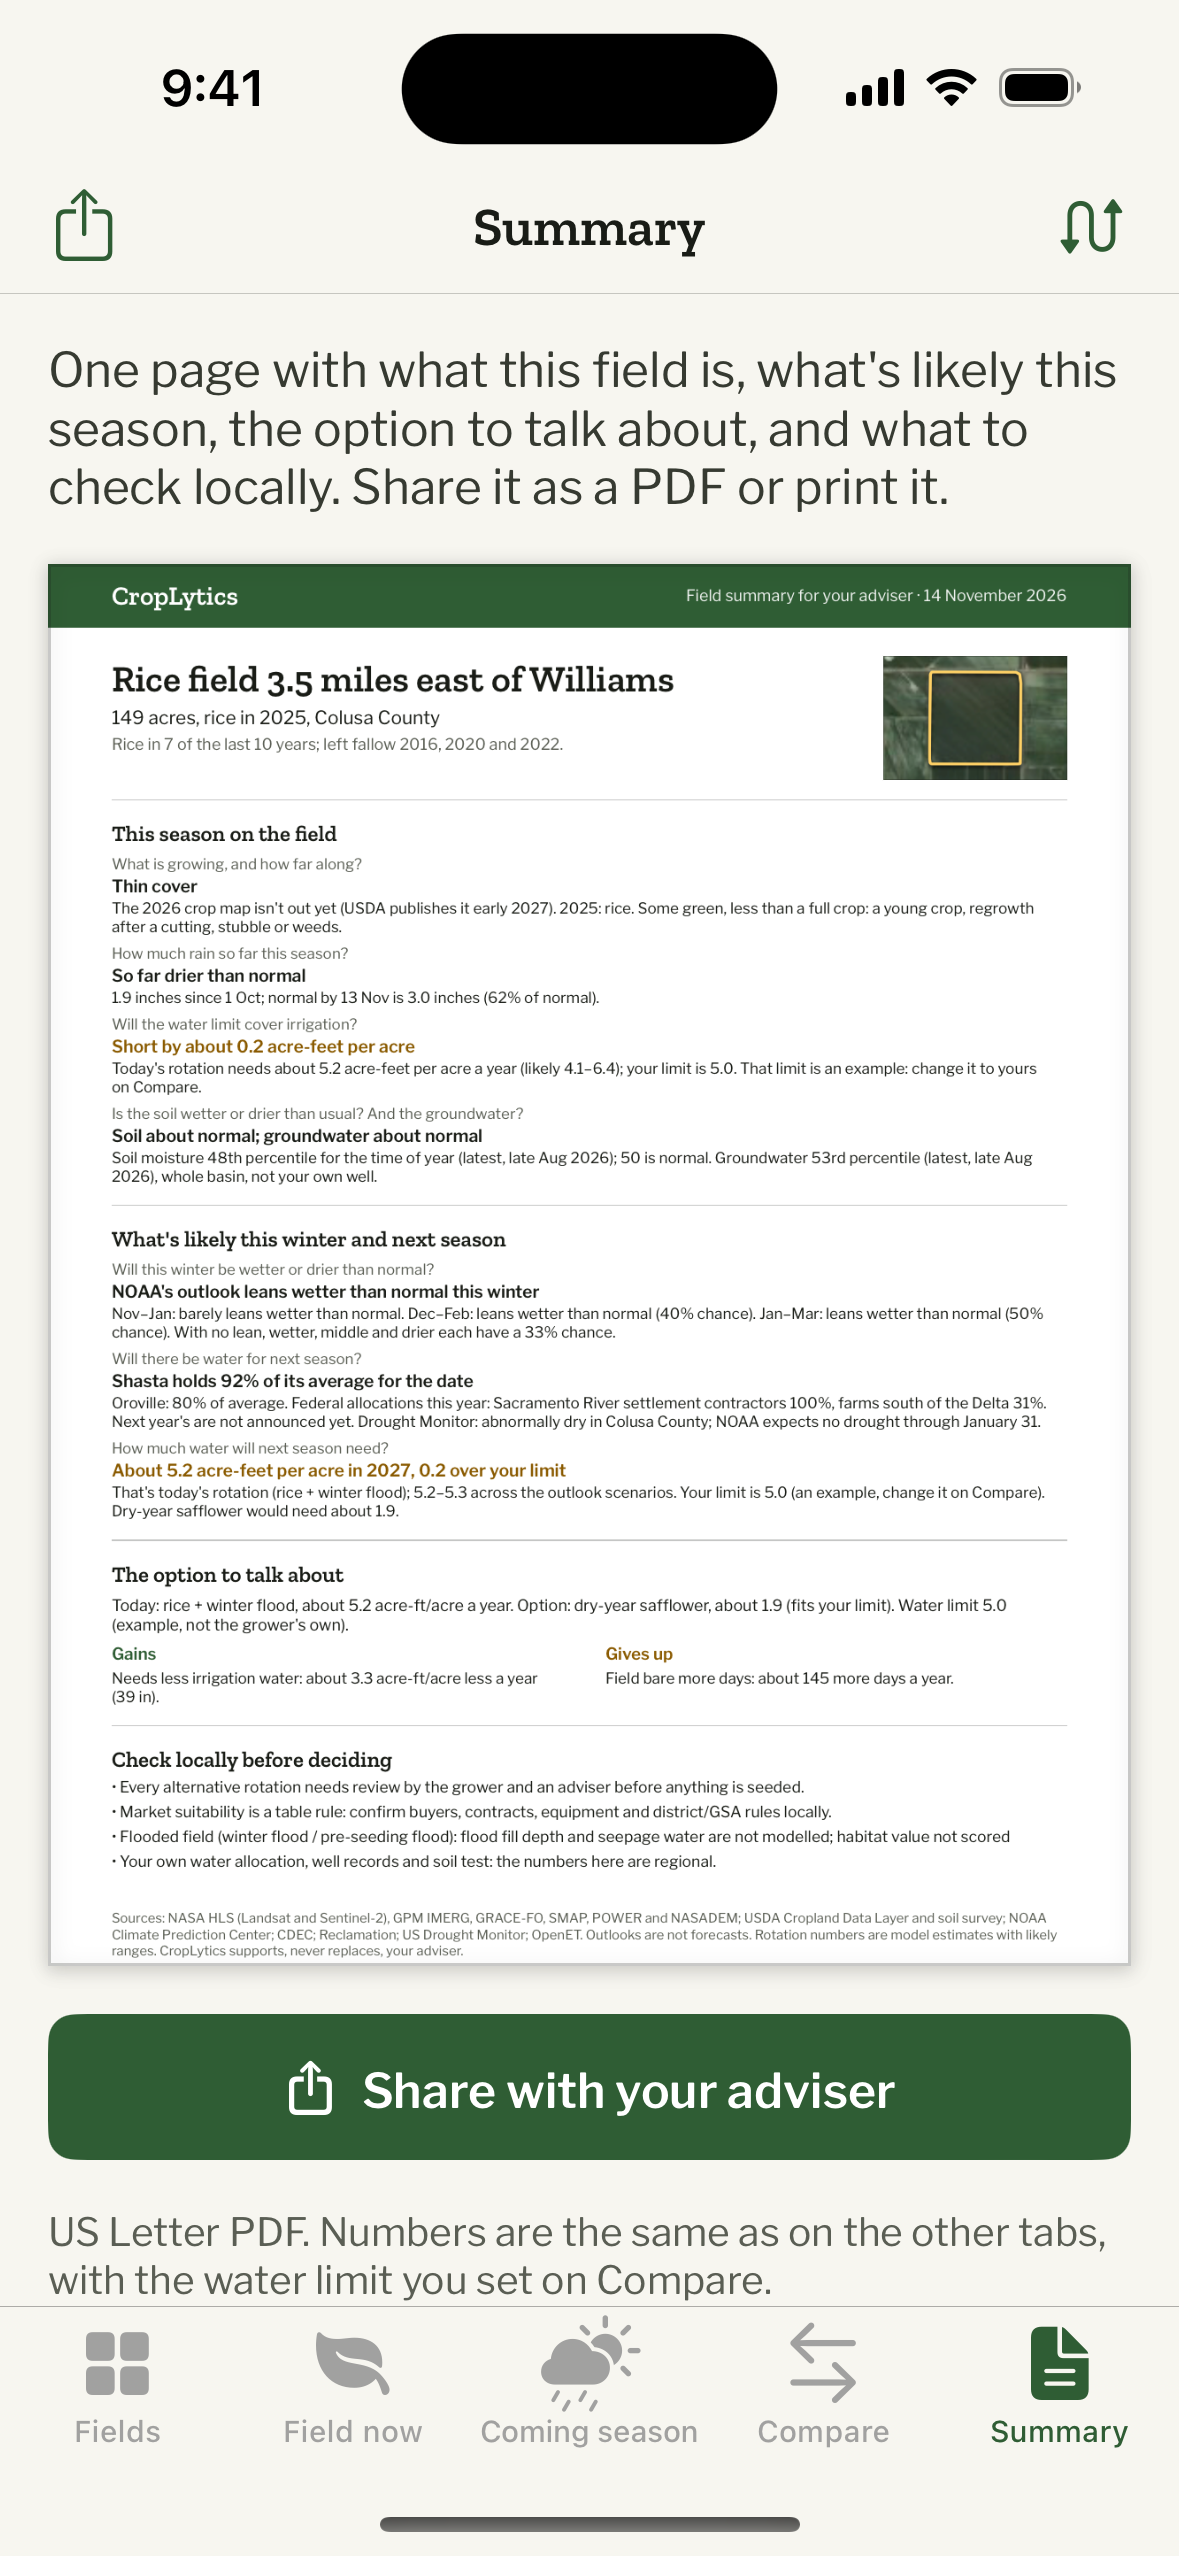 9:41
Summary
One page with what this field is, what's likely this
season, the option to talk about, and what to
check locally. Share it as a PDF or print it.
CropLytics
Field summary for your adviser · 14 November 2026
Rice field 3.5 miles east of Williams
149 acres, rice in 2025, Colusa County
Rice in 7 of the last 10 years; left fallow 2016, 2020 and 2022.
This season on the field
What is growing, and how far along?
Thin cover
The 2026 crop map isn't out yet (USDA publishes it early 2027). 2025: rice. Some green, less than a full crop: a young crop, regrowth
after a cutting, stubble or weeds.
How much rain so far this season?
So far drier than normal
1.9 inches since 1 Oct; normal by 13 Nov is 3.0 inches (62% of normal).
Will the water limit cover irrigation?
Short by about 0.2 acre-feet per acre
Today's rotation needs about 5.2 acre-feet per acre a year (likely 4.1–6.4); your limit is 5.0. That limit is an example: change it to yours
on Compare.
Is the soil wetter or drier than usual? And the groundwater?
Soil about normal; groundwater about normal
Soil moisture 48th percentile for the time of year (latest, late Aug 2026); 50 is normal. Groundwater 53rd percentile (latest, late Aug
2026), whole basin, not your own well.
What's likely this winter and next season
Will this winter be wetter or drier than normal?
NOAA's outlook leans wetter than normal this winter
Nov–Jan: barely leans wetter than normal. Dec–Feb: leans wetter than normal (40% chance). Jan–Mar: leans wetter than normal (50%
chance). With no lean, wetter, middle and drier each have a 33% chance.
Will there be water for next season?
Shasta holds 92% of its average for the date
Oroville: 80% of average. Federal allocations this year: Sacramento River settlement contractors 100%, farms south of the Delta 31%.
Next year's are not announced yet. Drought Monitor: abnormally dry in Colusa County; NOAA expects no drought through January 31.
How much water will next season need?
About 5.2 acre-feet per acre in 2027, 0.2 over your limit
That's today's rotation (rice + winter flood); 5.2–5.3 across the outlook scenarios. Your limit is 5.0 (an example, change it on Compare).
Dry-year safflower would need about 1.9.
The option to talk about
Today: rice + winter flood, about 5.2 acre-ft/acre a year. Option: dry-year safflower, about 1.9 (fits your limit). Water limit 5.0
(example, not the grower's own).
Gains
Needs less irrigation water: about 3.3 acre-ft/acre less a year
(39 in).
Gives up
Field bare more days: about 145 more days a year.
Check locally before deciding
• Every alternative rotation needs review by the grower and an adviser before anything is seeded.
• Market suitability is a table rule: confirm buyers, contracts, equipment and district/GSA rules locally.
• Flooded field (winter flood / pre-seeding flood): flood fill depth and seepage water are not modelled; habitat value not scored
• Your own water allocation, well records and soil test: the numbers here are regional.
Sources: NASA HLS (Landsat and Sentinel-2), GPM IMERG, GRACE-FO, SMAP, POWER and NASADEM; USDA Cropland Data Layer and soil survey; NOAA
Climate Prediction Center; CDEC; Reclamation; US Drought Monitor; OpenET. Outlooks are not forecasts. Rotation numbers are model estimates with likely
ranges. CropLytics supports, never replaces, your adviser.
Share with your adviser
US Letter PDF. Numbers are the same as on the other tabs,
with the water limit you set on Compare.
Fields
Field now
Coming season
Compare
Summary